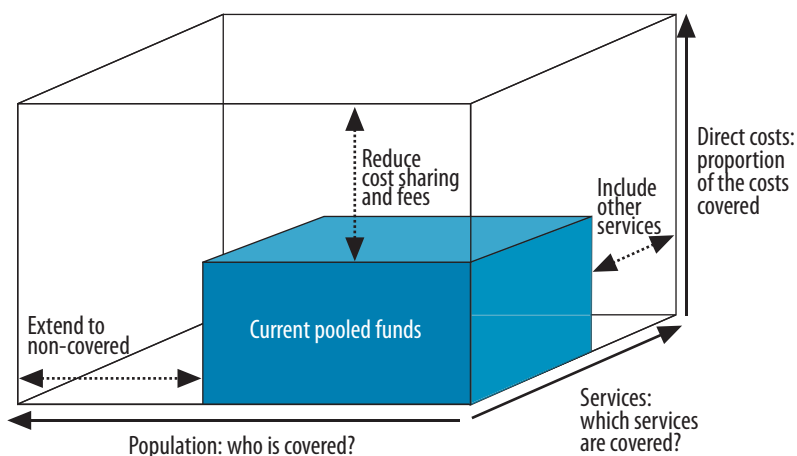 Reduce
cost sharing
and fees
Include
other
services
Direct costs:
proportion
of the costs
covered
Extend to
non-covered
Current pooled funds
Services:
which services
are covered?
Population: who is covered?